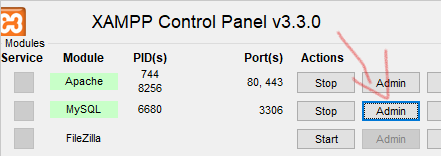 XAMPP Control Panel v3.3.0
Modules
Service Module PID(s) Port(s) Actions
Apache 744 8256 80, 443 Stop Admin
MySQL 6680 3306 Stop Admin
FileZilla Start Admin